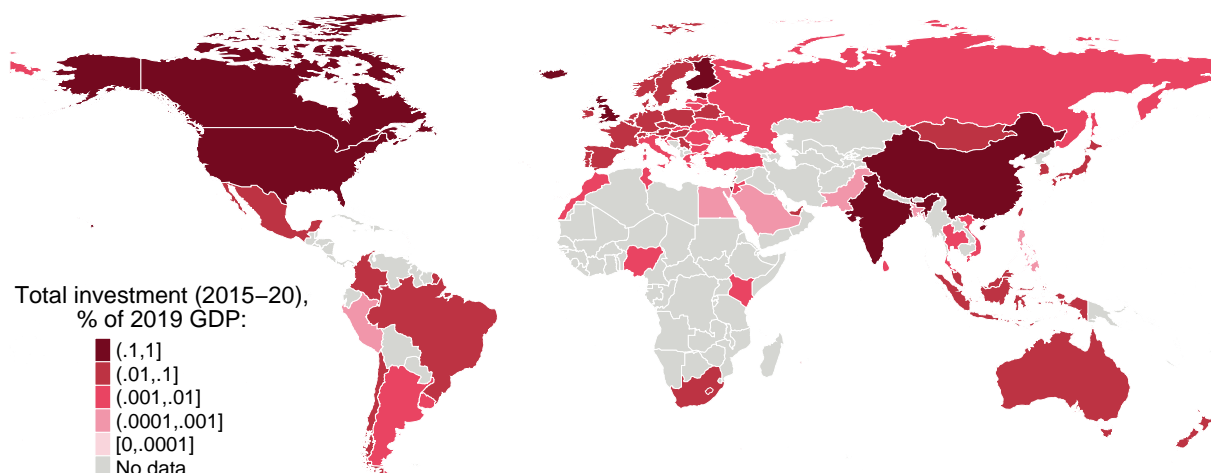 Total investment (2015−20),
% of 2019 GDP:
(.1,1]
(.01,.1]
(.001,.01]
(.0001,.001]
[0,.0001]
No data